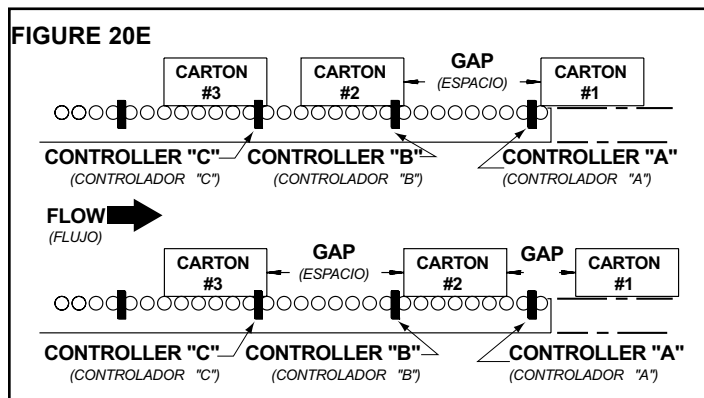 FIGURE 20E
CARTON #3
CARTON #2
GAP
(ESPACIO)
CARTON #1
CONTROLLER "C" CONTROLLER "B" CONTROLLER "A"
(CONTROLADOR "C") (CONTROLADOR "B") (CONTROLADOR "A")
FLOW
(FLUJO)
CARTON #3
GAP
(ESPACIO)
CARTON #2
GAP
CARTON #1
CONTROLLER "C" CONTROLLER "B" CONTROLLER "A"
(CONTROLADOR "C") (CONTROLADOR "B") (CONTROLADOR "A")